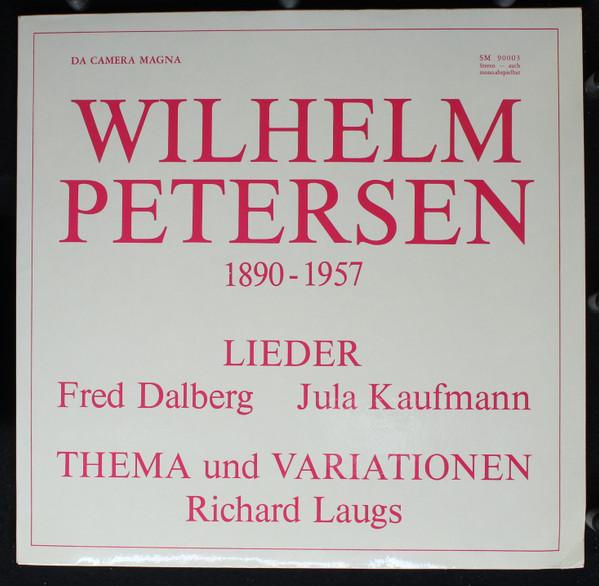 DA CAMERA MAGNA
SM 90003
Stereo — auch
monoabspielbar
WILHELM
PETERSEN
1890-1957
LIEDER
Fred Dalberg Jula Kaufmann
THEMA und VARIATIONEN
Richard Laugs